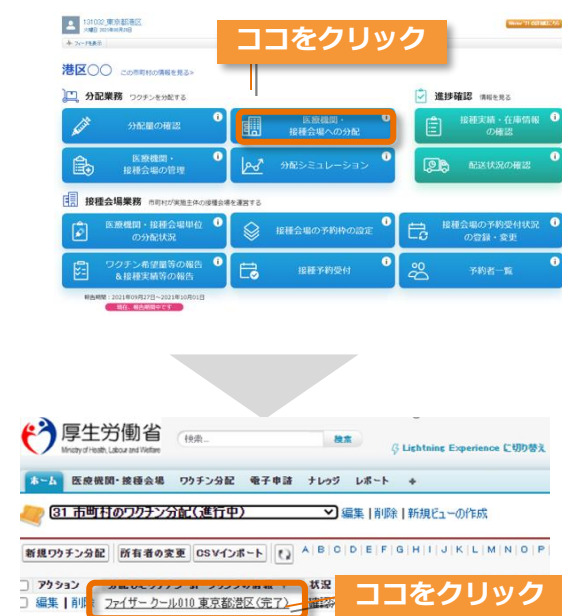 131032_東京都港区
フィードを表示
ココをクリック
港区〇〇 この市町村の情報を見る>
分配業務 ワクチンを分配する
進捗確認 情報を見る
分配量の確認
医療機関・
接種会場への分配
接種実績・在庫情報
の確認
医療機関・
接種会場の管理
分配シミュレーション
配送状況の確認
接種会場業務 市町村が実施主体の接種会場を運営する
医療機関・接種会場単位
の分配状況
接種会場の予約枠の設定
接種会場の予約受付状況
の登録・変更
ワクチン希望量等の報告
&接種実績等の報告
接種予約受付
予約者一覧
報告期間:2021年09月27日~2021年10月01日
現在、報告期間中です
厚生労働省
Ministry of Health, Labour and Welfare
検索...
検索
Lightning Experience に切り替え
ホーム 医療機関・接種会場 ワクチン分配 電子申請 ナレッジ レポート +
31 市町村のワクチン分配(進行中)
編集 | 削除 | 新規ビューの作成
新規ワクチン分配 所有者の変更 CSVインポート
A | B | C | D | E | F | G | H | I | J | K | L | M | N | O | P
アクション
状況
編集 | 削除 ファイザー クール010 東京都港区(完了)
ココをクリック